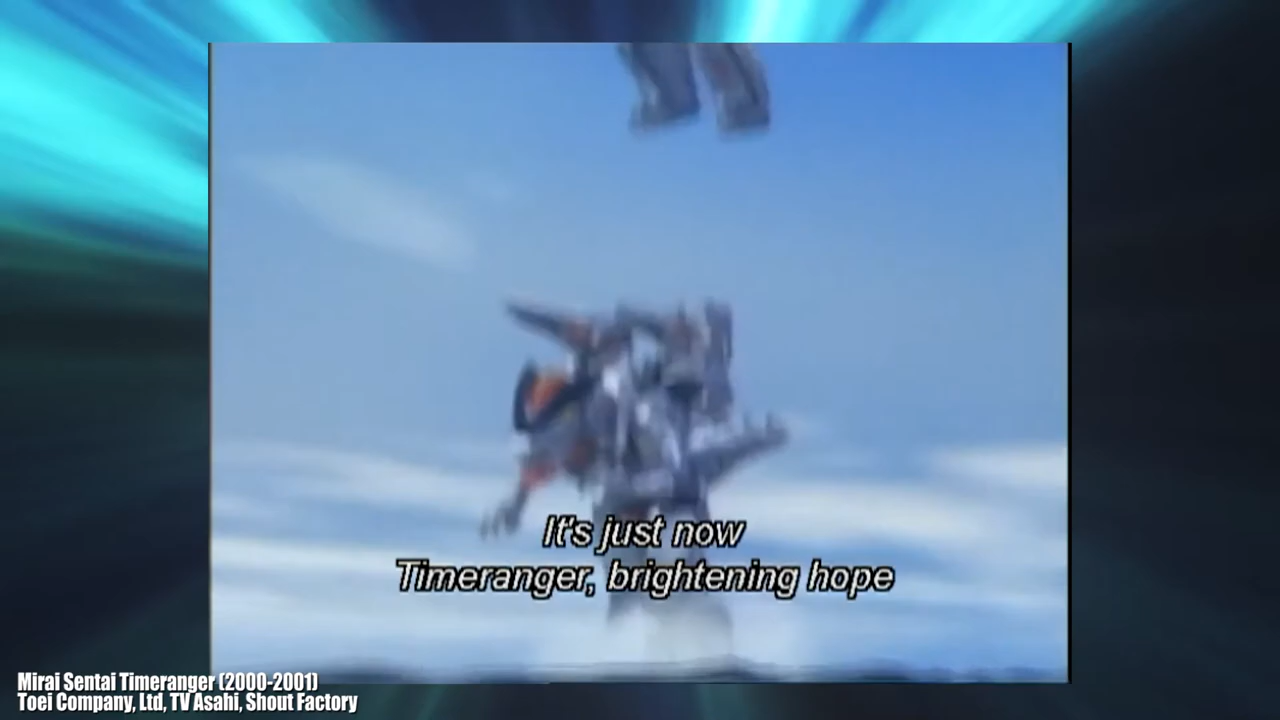 It's just now
Timeranger, brightening hope
Mirai Sentai Timeranger (2000-2001)
Toei Company, Ltd, TV Asahi, Shout Factory